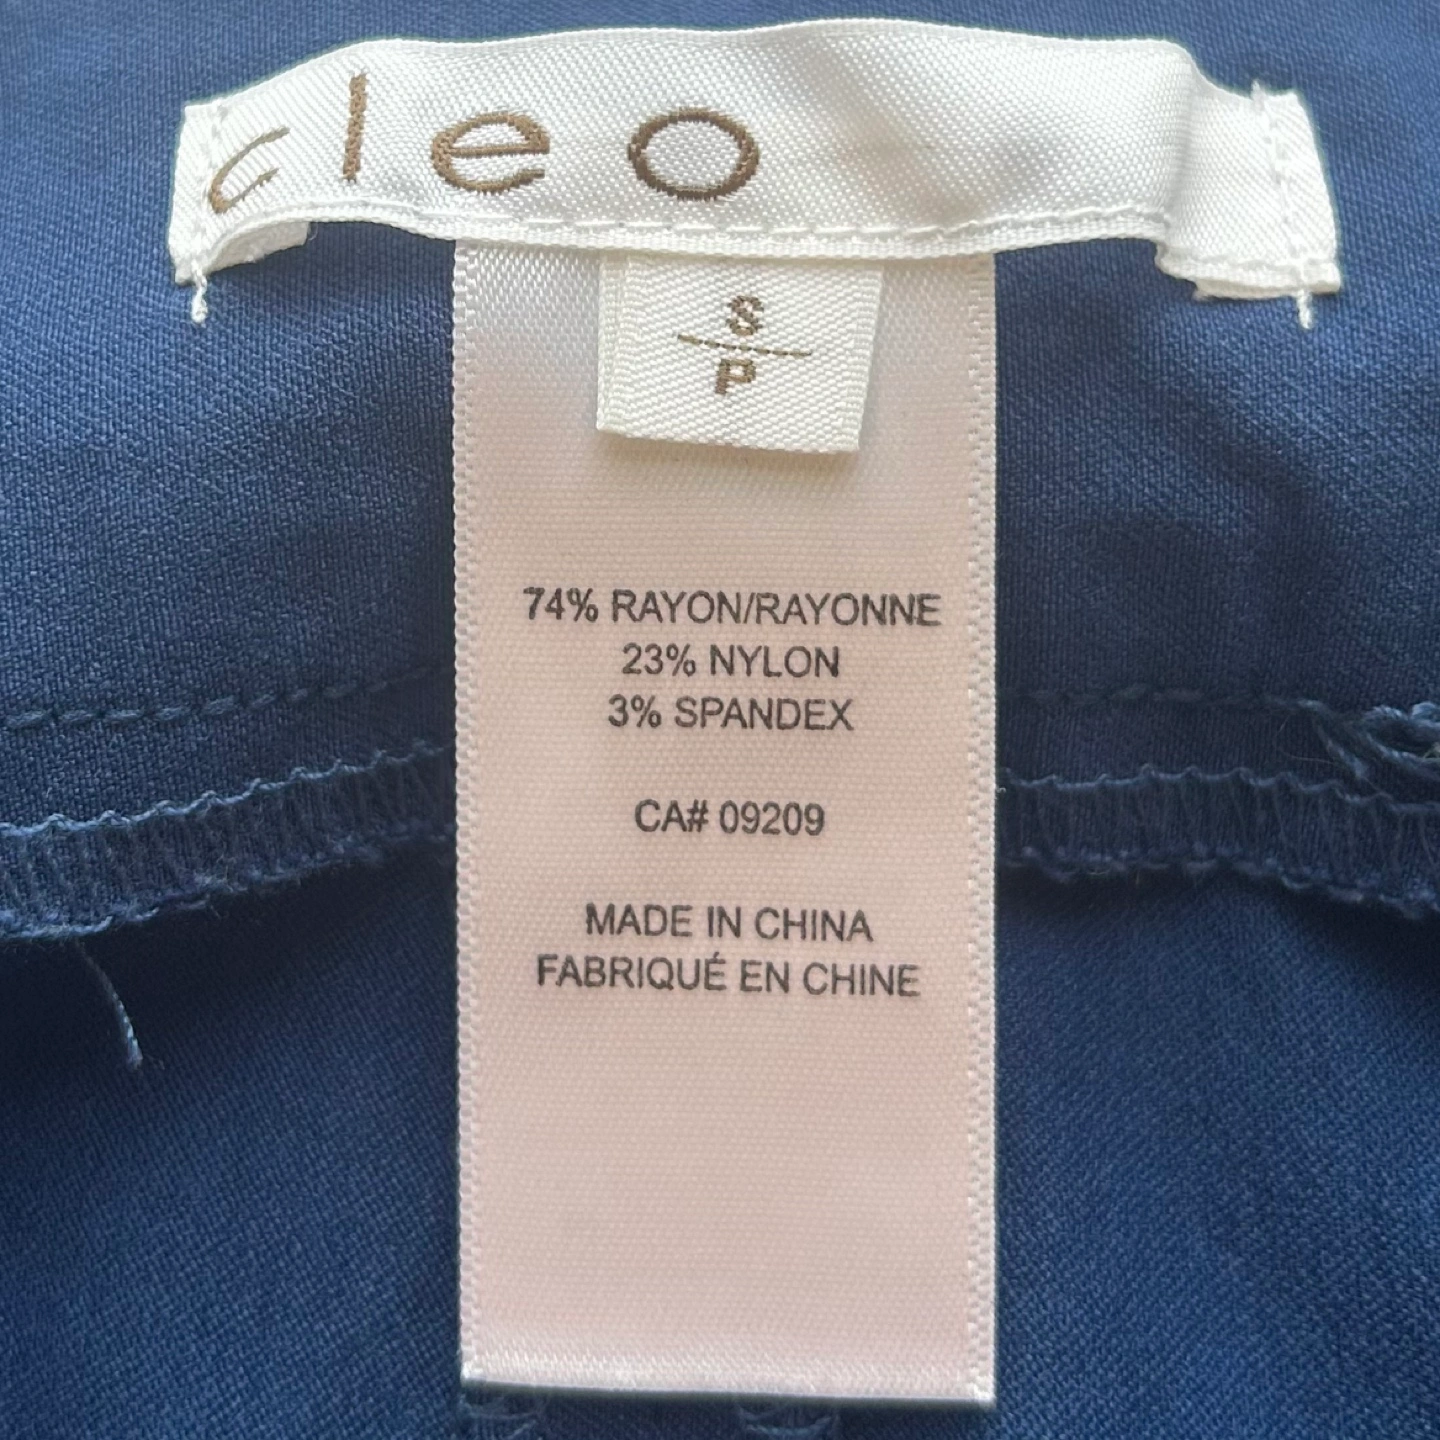 cleo
S
P
74% RAYON/RAYONNE
23% NYLON
3% SPANDEX
CA# 09209
MADE IN CHINA
FABRIQUÉ EN CHINE